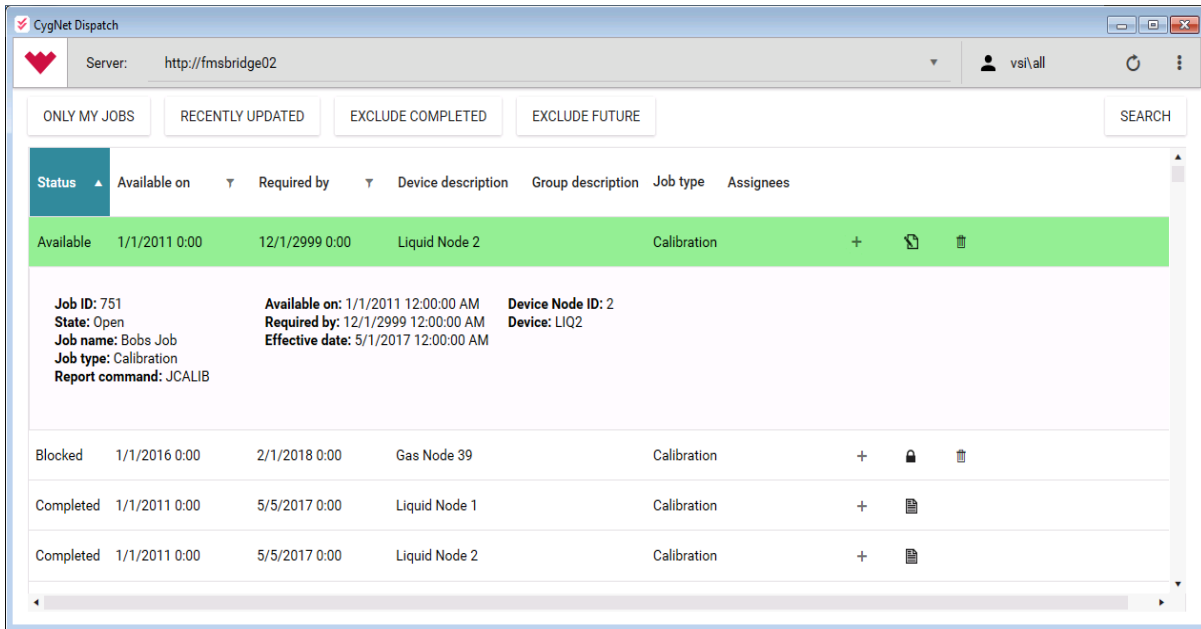 CygNet Dispatch
Server: http://fmsbridge02 vsi\all
ONLY MY JOBS RECENTLY UPDATED EXCLUDE COMPLETED EXCLUDE FUTURE SEARCH
Status Available on Required by Device description Group description Job type Assignees
Available 1/1/2011 0:00 12/1/2999 0:00 Liquid Node 2 Calibration
Job ID: 751 Available on: 1/1/2011 12:00:00 AM Device Node ID: 2
State: Open Required by: 12/1/2999 12:00:00 AM Device: LIQ2
Job name: Bobs Job Effective date: 5/1/2017 12:00:00 AM
Job type: Calibration
Report command: JCALIB
Blocked 1/1/2016 0:00 2/1/2018 0:00 Gas Node 39 Calibration
Completed 1/1/2011 0:00 5/5/2017 0:00 Liquid Node 1 Calibration
Completed 1/1/2011 0:00 5/5/2017 0:00 Liquid Node 2 Calibration